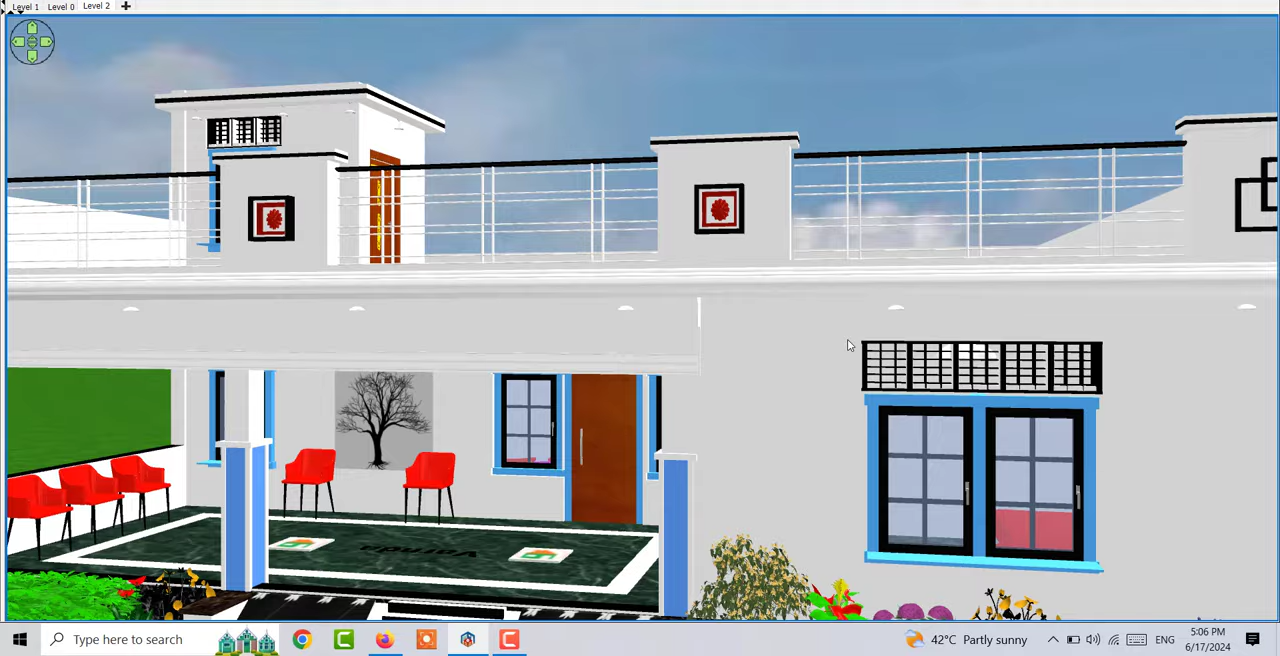 Level 1 Level 0 Level 2
Varnda
Type here to search
42°C Partly sunny
ENG
5:06 PM
6/17/2024